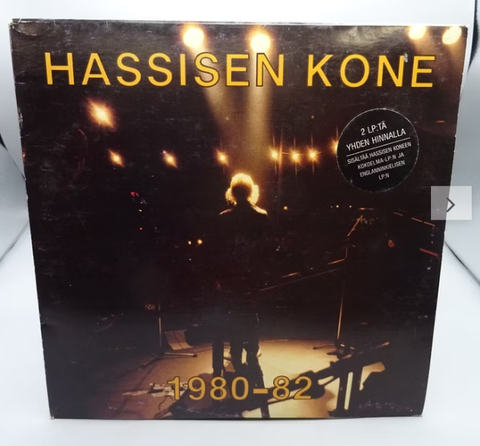 HASSISEN KONE
2 LP:TÄ
YHDEN HINNALLA
SISÄLTÄÄ HASSISEN KONEEN
KOKOELMA-LP:N JA
ENGLANNINKIELISEN
LP:N
1980-82